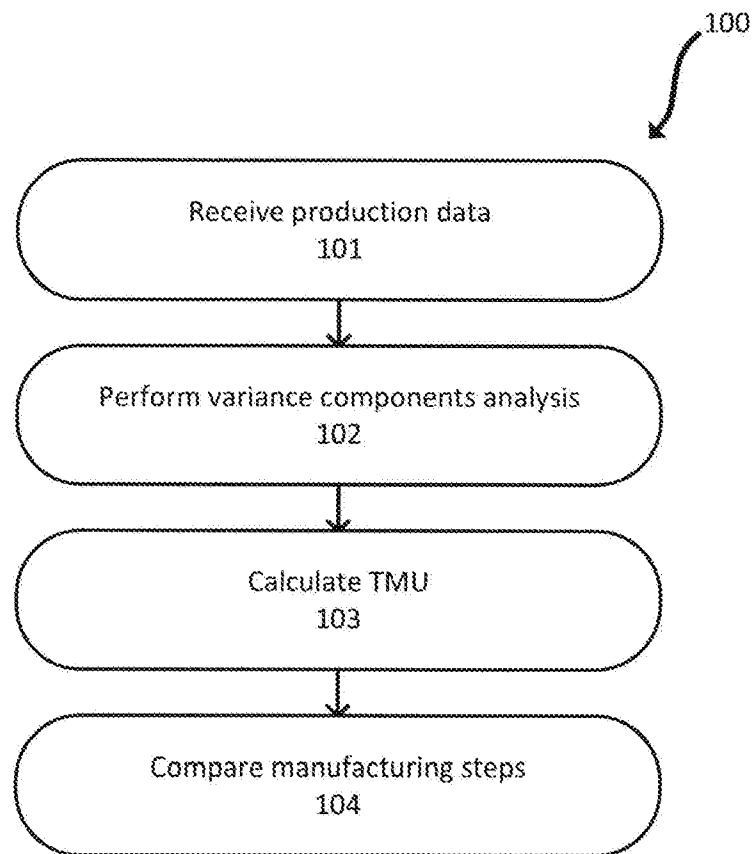 100
Receive production data
101
Perform variance components analysis
102
Calculate TMU
103
Compare manufacturing steps
104